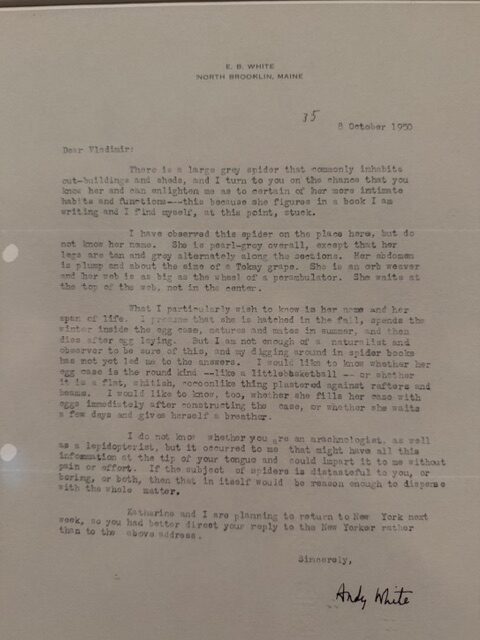 E. B. WHITE
NORTH BROOKLIN, MAINE
35
8 October 1950
Dear Vladimir:
There is a large grey spider that commonly inhabits
out-buildings and sheds, and I turn to you on the chance that you
know her and can enlighten me as to certain of her more intimate
habits and functions---this because she figures in a book I am
writing and I find myself, at this point, stuck.
I have observed this spider on the place here, but do
not know her name. She is pearl-grey overall, except that her
legs are tan and grey alternately along the sections. Her abdomen
is plump and about the size of a Tokay grape. She is an orb weaver
and her web is as big as the wheel of a perambulator. She waits
at the top of the web, not in the center.
What I particularly wish to know is her name and her
span of life. I presume that she is hatched in the fall, spends the
winter inside the egg case, matures and mates in summer, and then
dies after egg laying. But I am not enough of a naturalist and
observer to be sure of this, and my digging around in spider books
has not yet led me to the answers. I would like to know whether her
egg case is the round kind --like a littlebbasketball -- or whether
it is a flat, whitish, cocoonlike thing plastered against rafters and
beams. I would like to know, too, whether she fills her case with
eggs immediately after constructing the case, or whether she waits
a few days and gives herself a breather.
I do not know whether you are an arachnologist, as well
as a lepidopterist, but it occurred to me that might have all this
information at the tip of your tongue and could impart it to me without
pain or effort. If the subject of spiders is distasteful to you, or
boring, or both, then that in itself would be reason enough to dispense
with the whole matter.
Katharine and I are planning to return to New York next
week, so you had better direct your reply to the New Yorker rather
than to the above address.
Sincerely,
Andy White